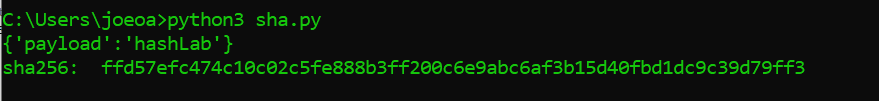 C:\Users\joeoa>python3 sha.py
{'payload':'hashLab'}
sha256:  ffd57efc474c10c02c5fe888b3ff200c6e9abc6af3b15d40fbd1dc9c39d79ff3